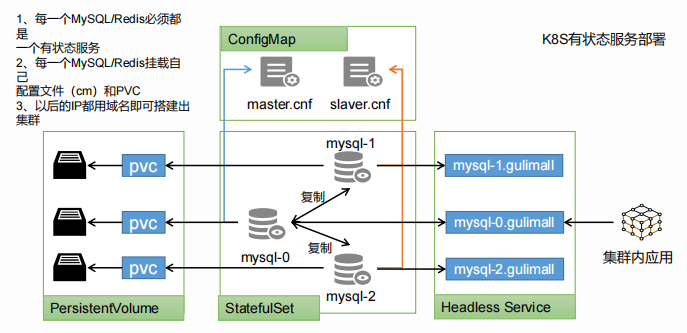 1、每一个MySQL/Redis必须都
是
一个有状态服务
2、每一个MySQL/Redis挂载自
己
配置文件（cm）和PVC
3、以后的IP都用域名即可搭建出
集群
ConfigMap
K8S有状态服务部署
master.cnf
slaver.cnf
mysql-1
pvc
mysql-1.gulimall
复制
pvc
mysql-0.gulimall
mysql-0
复制
集群内应用
pvc
mysql-2.gulimall
mysql-2
PersistentVolume
StatefulSet
Headless Service